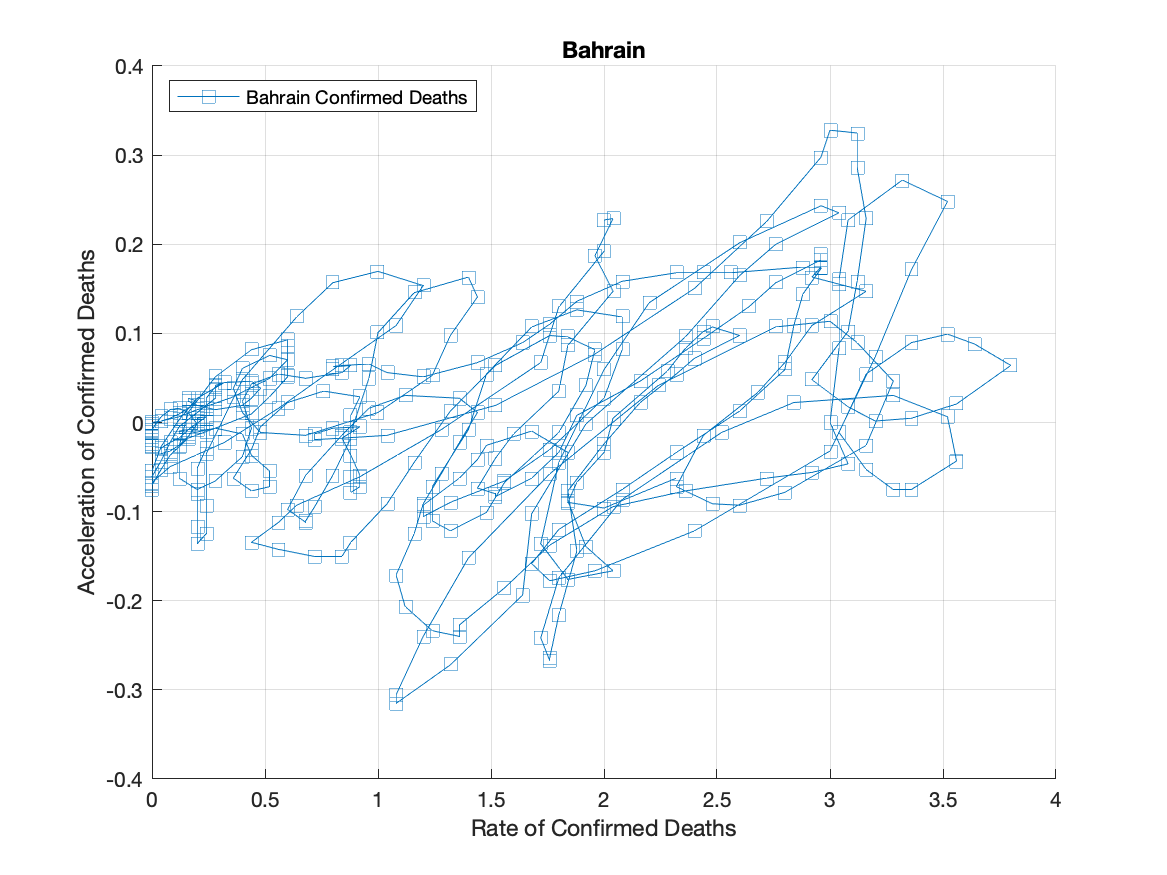 Bahrain
Bahrain Confirmed Deaths
0.4
0.3
0.2
0.1
0
-0.1
-0.2
-0.3
-0.4
0 0.5 1 1.5 2 2.5 3 3.5 4
Rate of Confirmed Deaths
Acceleration of Confirmed Deaths